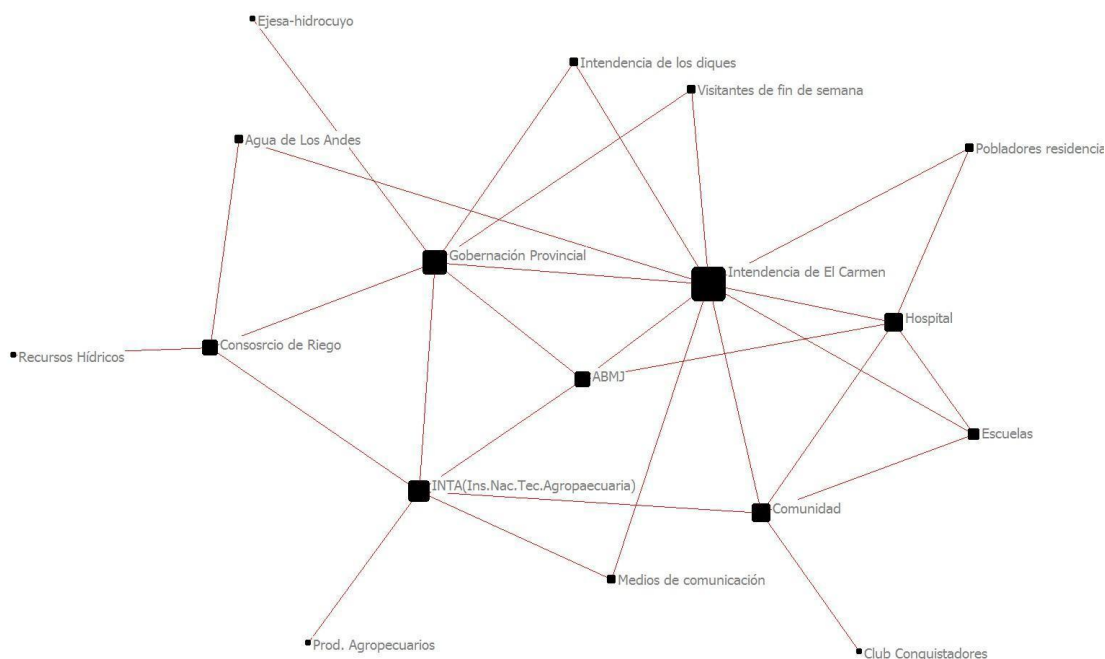 Ejesa-hidrocuyo
Intendencia de los diques
Visitantes de fin de semana
Agua de Los Andes
Pobladores residencia
Gobernación Provincial
Intendencia de El Carmen
Hospital
Consosrcio de Riego
Recursos Hídricos
ABMJ
Escuelas
INTA(Ins.Nac.Tec.Agropaecuaria)
Comunidad
Medios de comunicación
Prod. Agropecuarios
Club Conquistadores